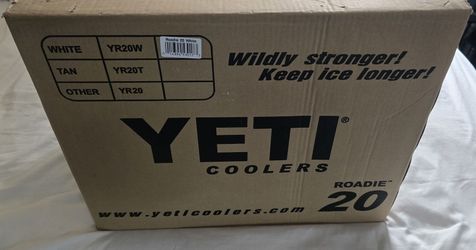 Roadie 20 White
WHITE YR20W
TAN YR20T
OTHER YR20
Wildly stronger!
Keep ice longer!
YETI®
COOLERS
ROADIE™
20
www.yeticoolers.com